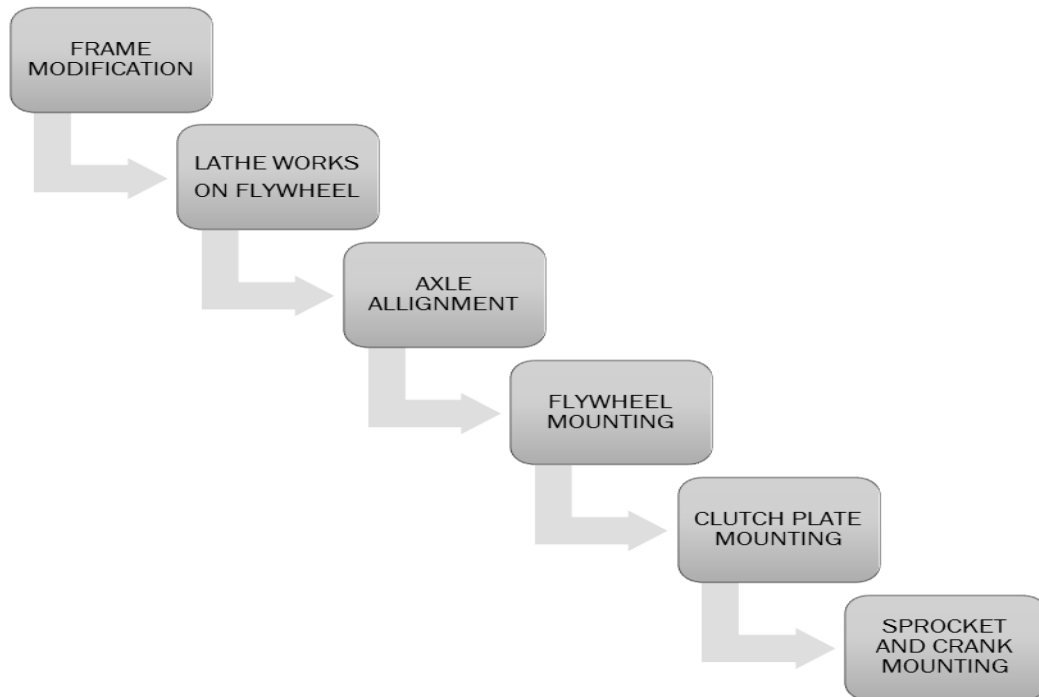 FRAME
MODIFICATION
LATHE WORKS
ON FLYWHEEL
AXLE
ALLIGNMENT
FLYWHEEL
MOUNTING
CLUTCH PLATE
MOUNTING
SPROCKET
AND CRANK
MOUNTING